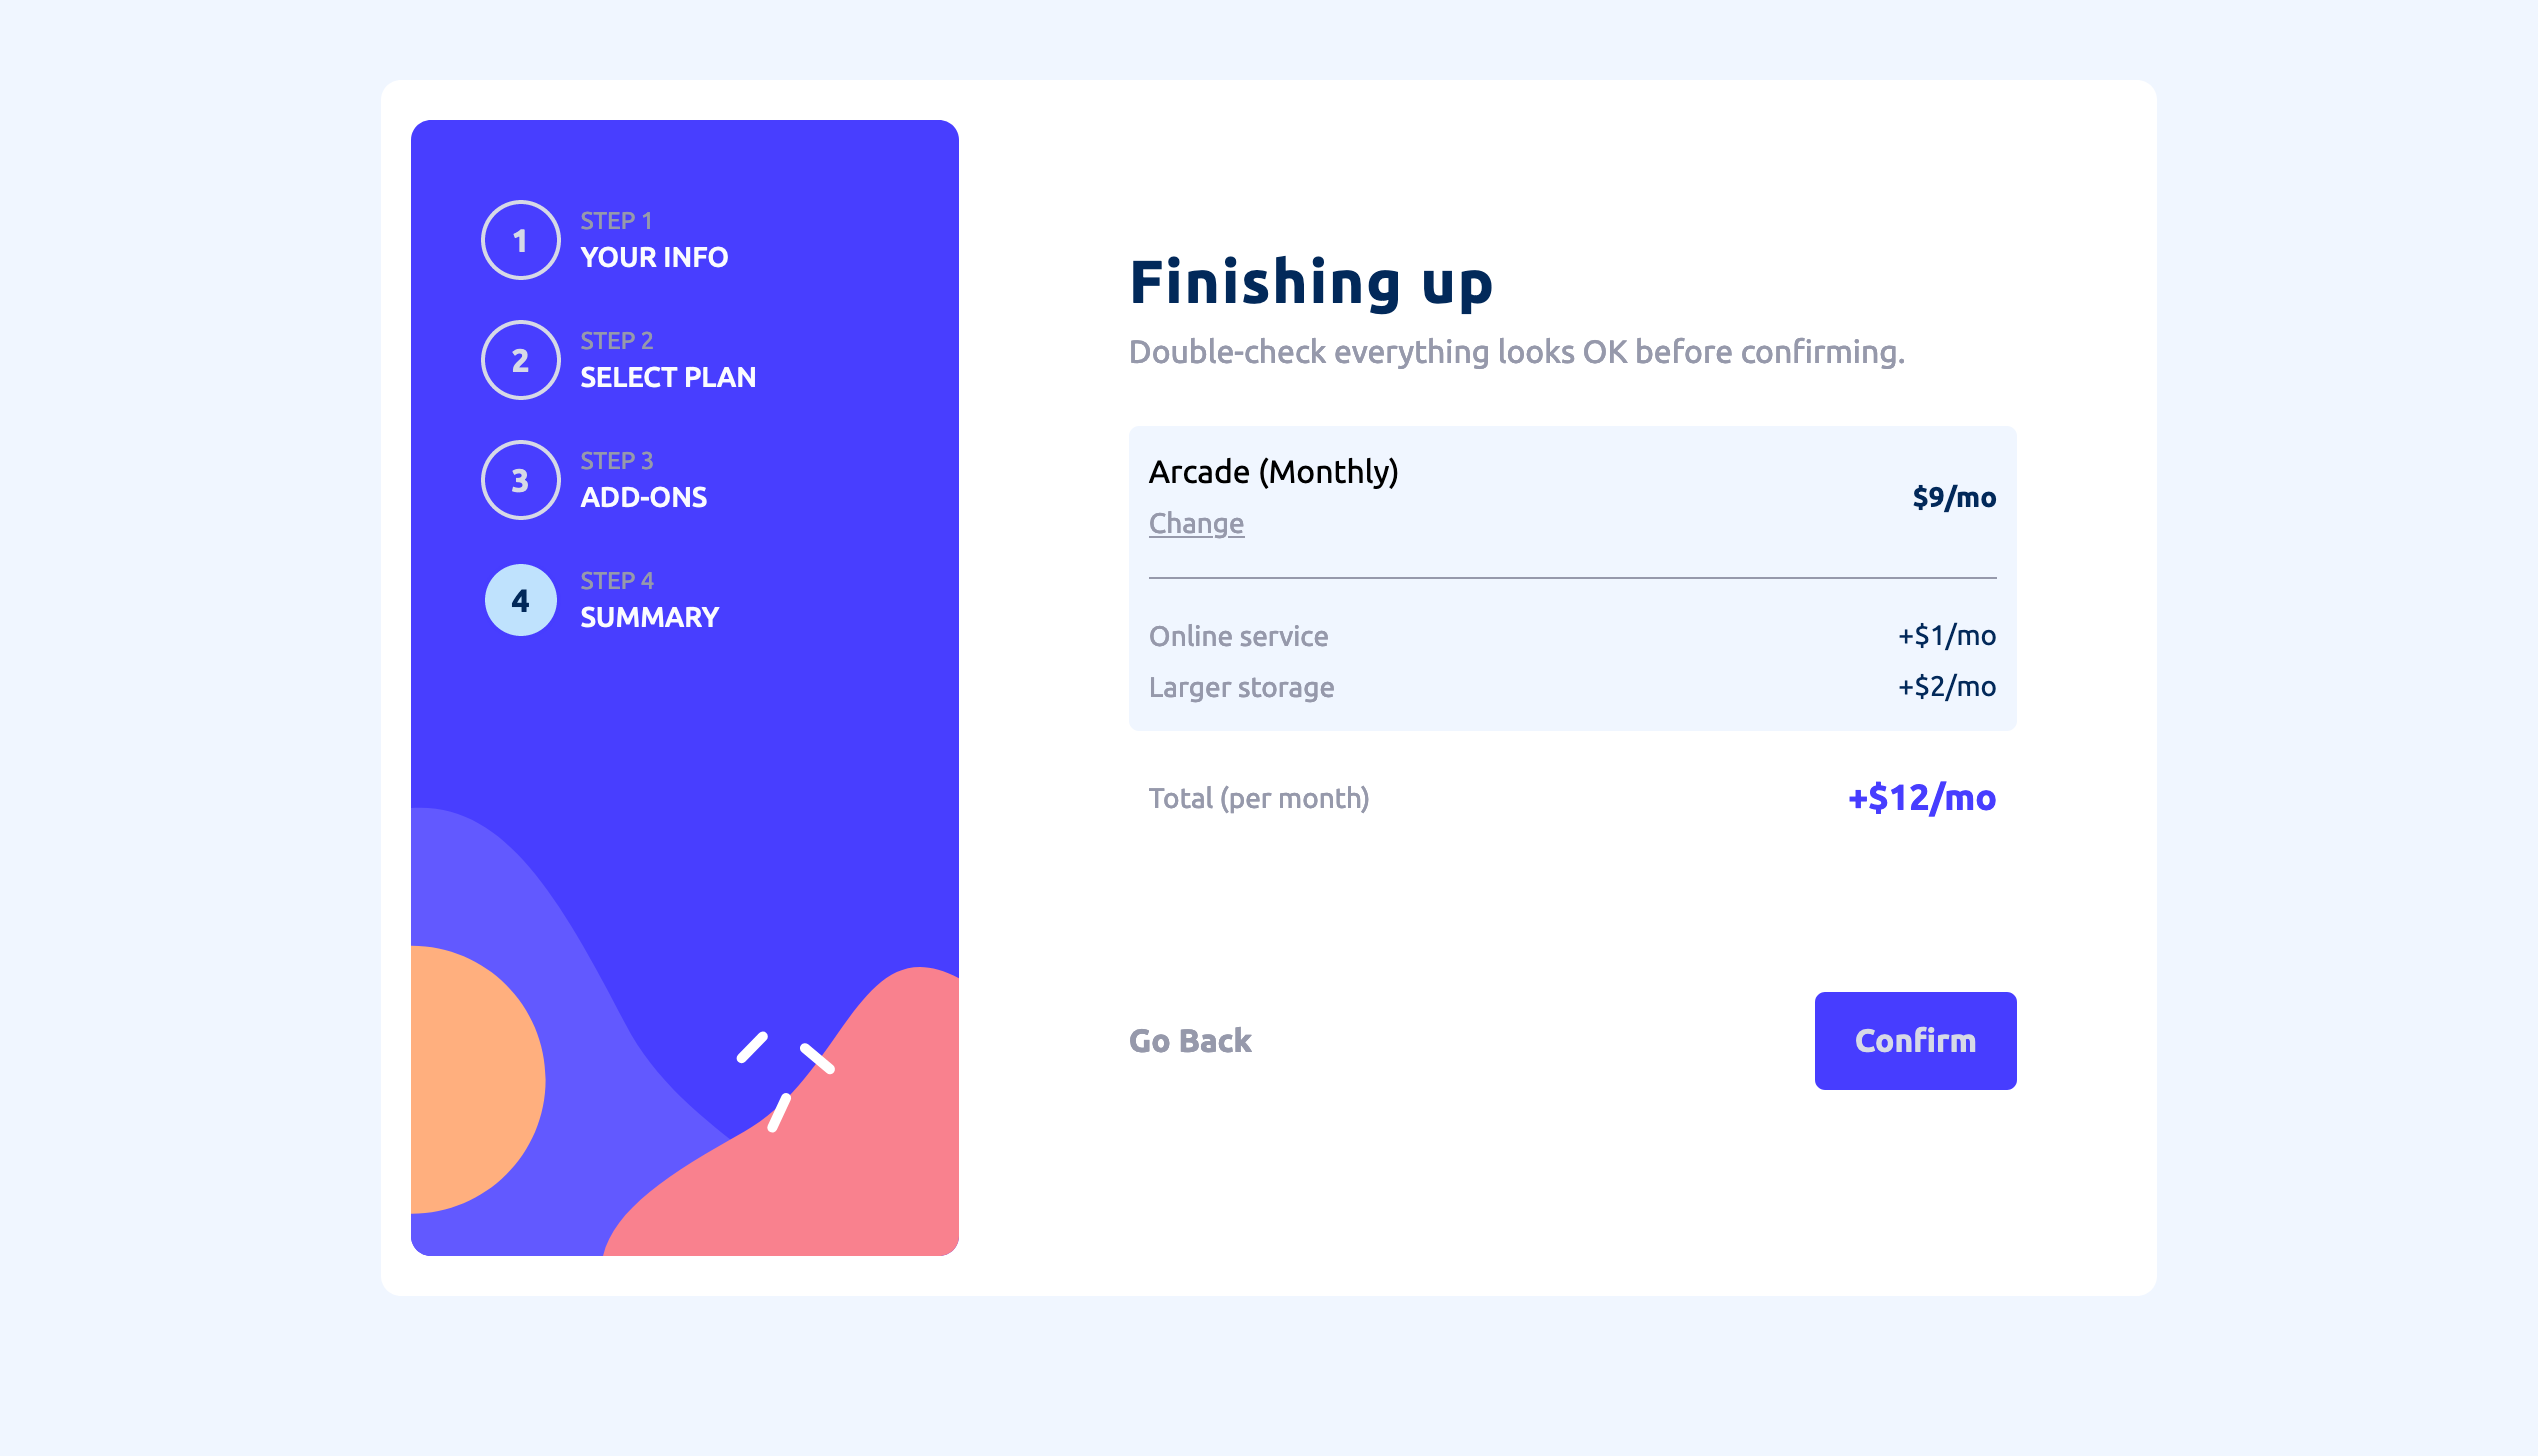 1
STEP 1
YOUR INFO
2
STEP 2
SELECT PLAN
3
STEP 3
ADD-ONS
4
STEP 4
SUMMARY
Finishing up
Double-check everything looks OK before confirming.
Arcade (Monthly)
Change
$9/mo
Online service +$1/mo
Larger storage +$2/mo
Total (per month) +$12/mo
Go Back Confirm